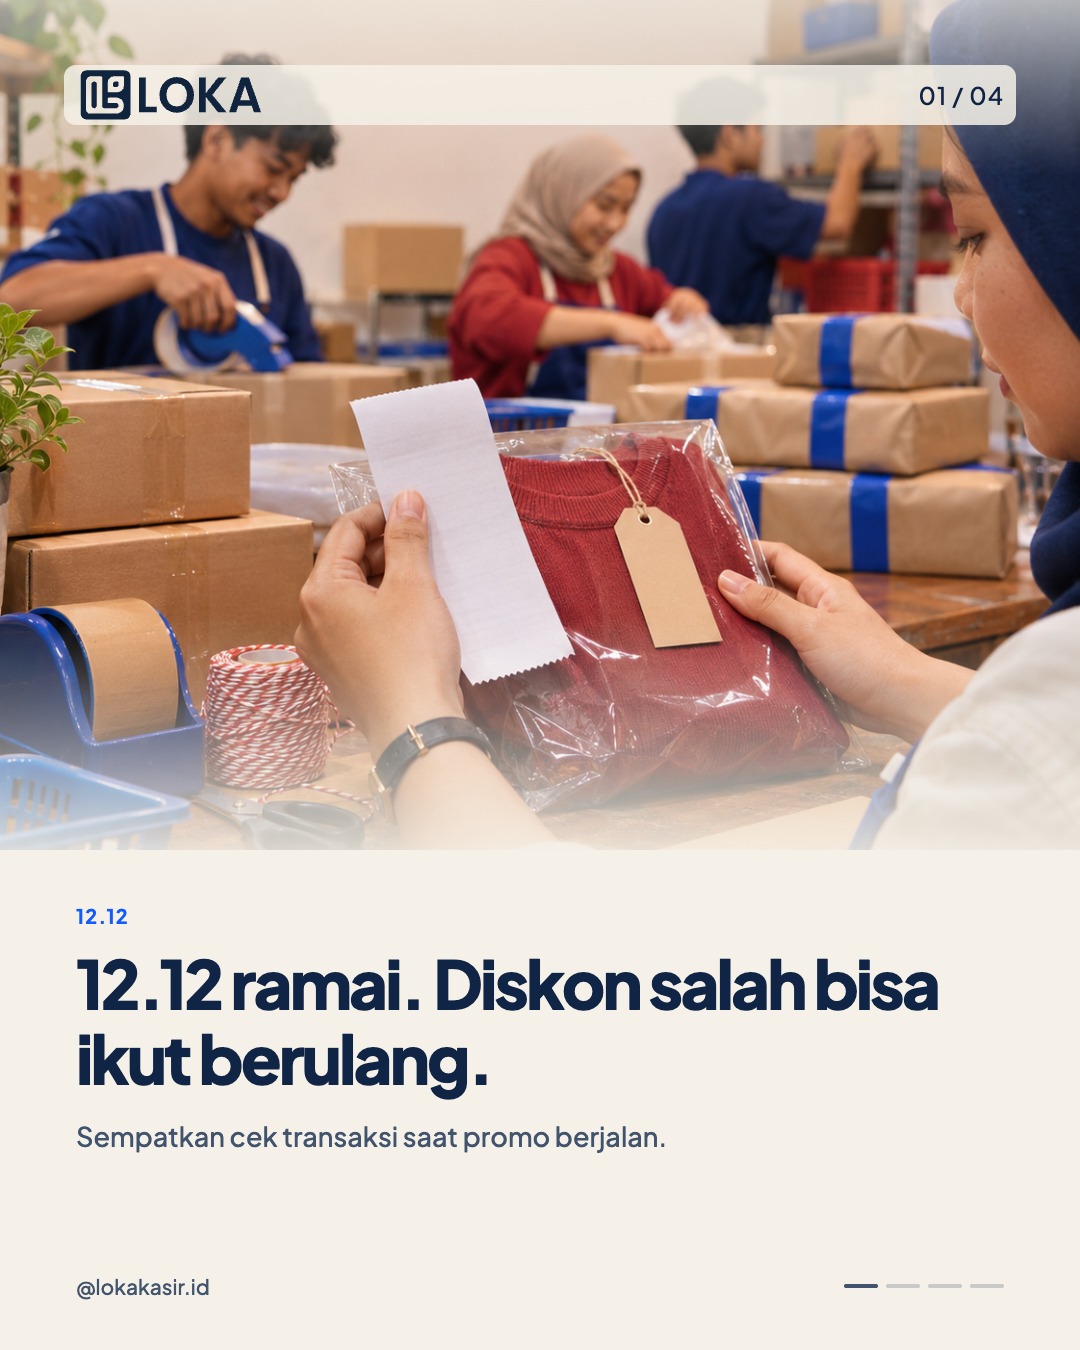 LOKA
01 / 04
12.12
12.12 ramai. Diskon salah bisa
ikut berulang.
Sempatkan cek transaksi saat promo berjalan.
@lokakasir.id